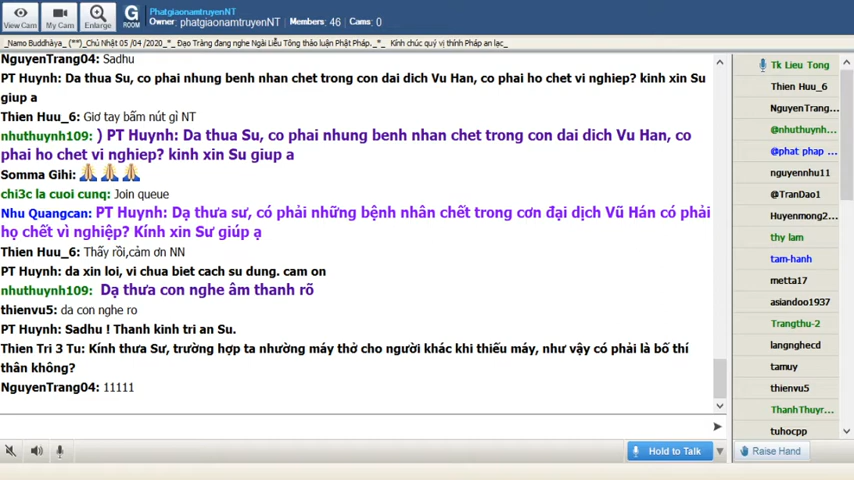 View Cam
My Cam
Enlarge
G ROOM
PhatgiaonamtruyenNT
Owner: phatgiaonamtruyenNT | Members: 46 Cams: 0
_Namo Buddhàya_ (**)_Chủ Nhật 05 /04 /2020_*_ Đạo Tràng đang nghe Ngài Liễu Tông thảo luận Phật Pháp._*_ Kính chúc quý vị thính Pháp an lạc_
NguyenTrang04: Sadhu
PT Huynh: Da thua Su, co phai nhung benh nhan chet trong con dai dich Vu Han, co phai ho chet vi nghiep? kinh xin Su
giup a
Thien Huu_6: Giơ tay bấm nút gì NT
nhuthuynh109: ) PT Huynh: Da thua Su, co phai nhung benh nhan chet trong con dai dich Vu Han, co
phai ho chet vi nghiep? kinh xin Su giup a
Somma Gihi: 🙏 🙏 🙏
chi3c la cuoi cunq: Join queue
Nhu Quangcan: PT Huynh: Dạ thưa sư, có phải những bệnh nhân chết trong cơn đại dịch Vũ Hán có phải
họ chết vì nghiệp? Kính xin Sư giúp ạ
Thien Huu_6: Thấy rồi,cảm ơn NN
PT Huynh: da xin loi, vi chua biet cach su dung. cam on
nhuthuynh109: Dạ thưa con nghe âm thanh rõ
thienvu5: da con nghe ro
PT Huynh: Sadhu ! Thanh kinh tri an Su.
Thien Tri 3 Tu: Kính thưa Sư, trường hợp ta nhường máy thở cho người khác khi thiếu máy, như vậy có phải là bố thí
thân không?
NguyenTrang04: 11111
Tk Lieu Tong
Thien Huu_6
NguyenTrang...
@nhuthuynh...
@phat phap ...
nguyennhu11
@TranDao1
Huyenmong2...
thy lam
tam-hanh
metta17
asiandoo1937
Trangthu-2
langnghecd
tamuy
thienvu5
ThanhThuyr...
tuhocpp
Hold to Talk
Raise Hand